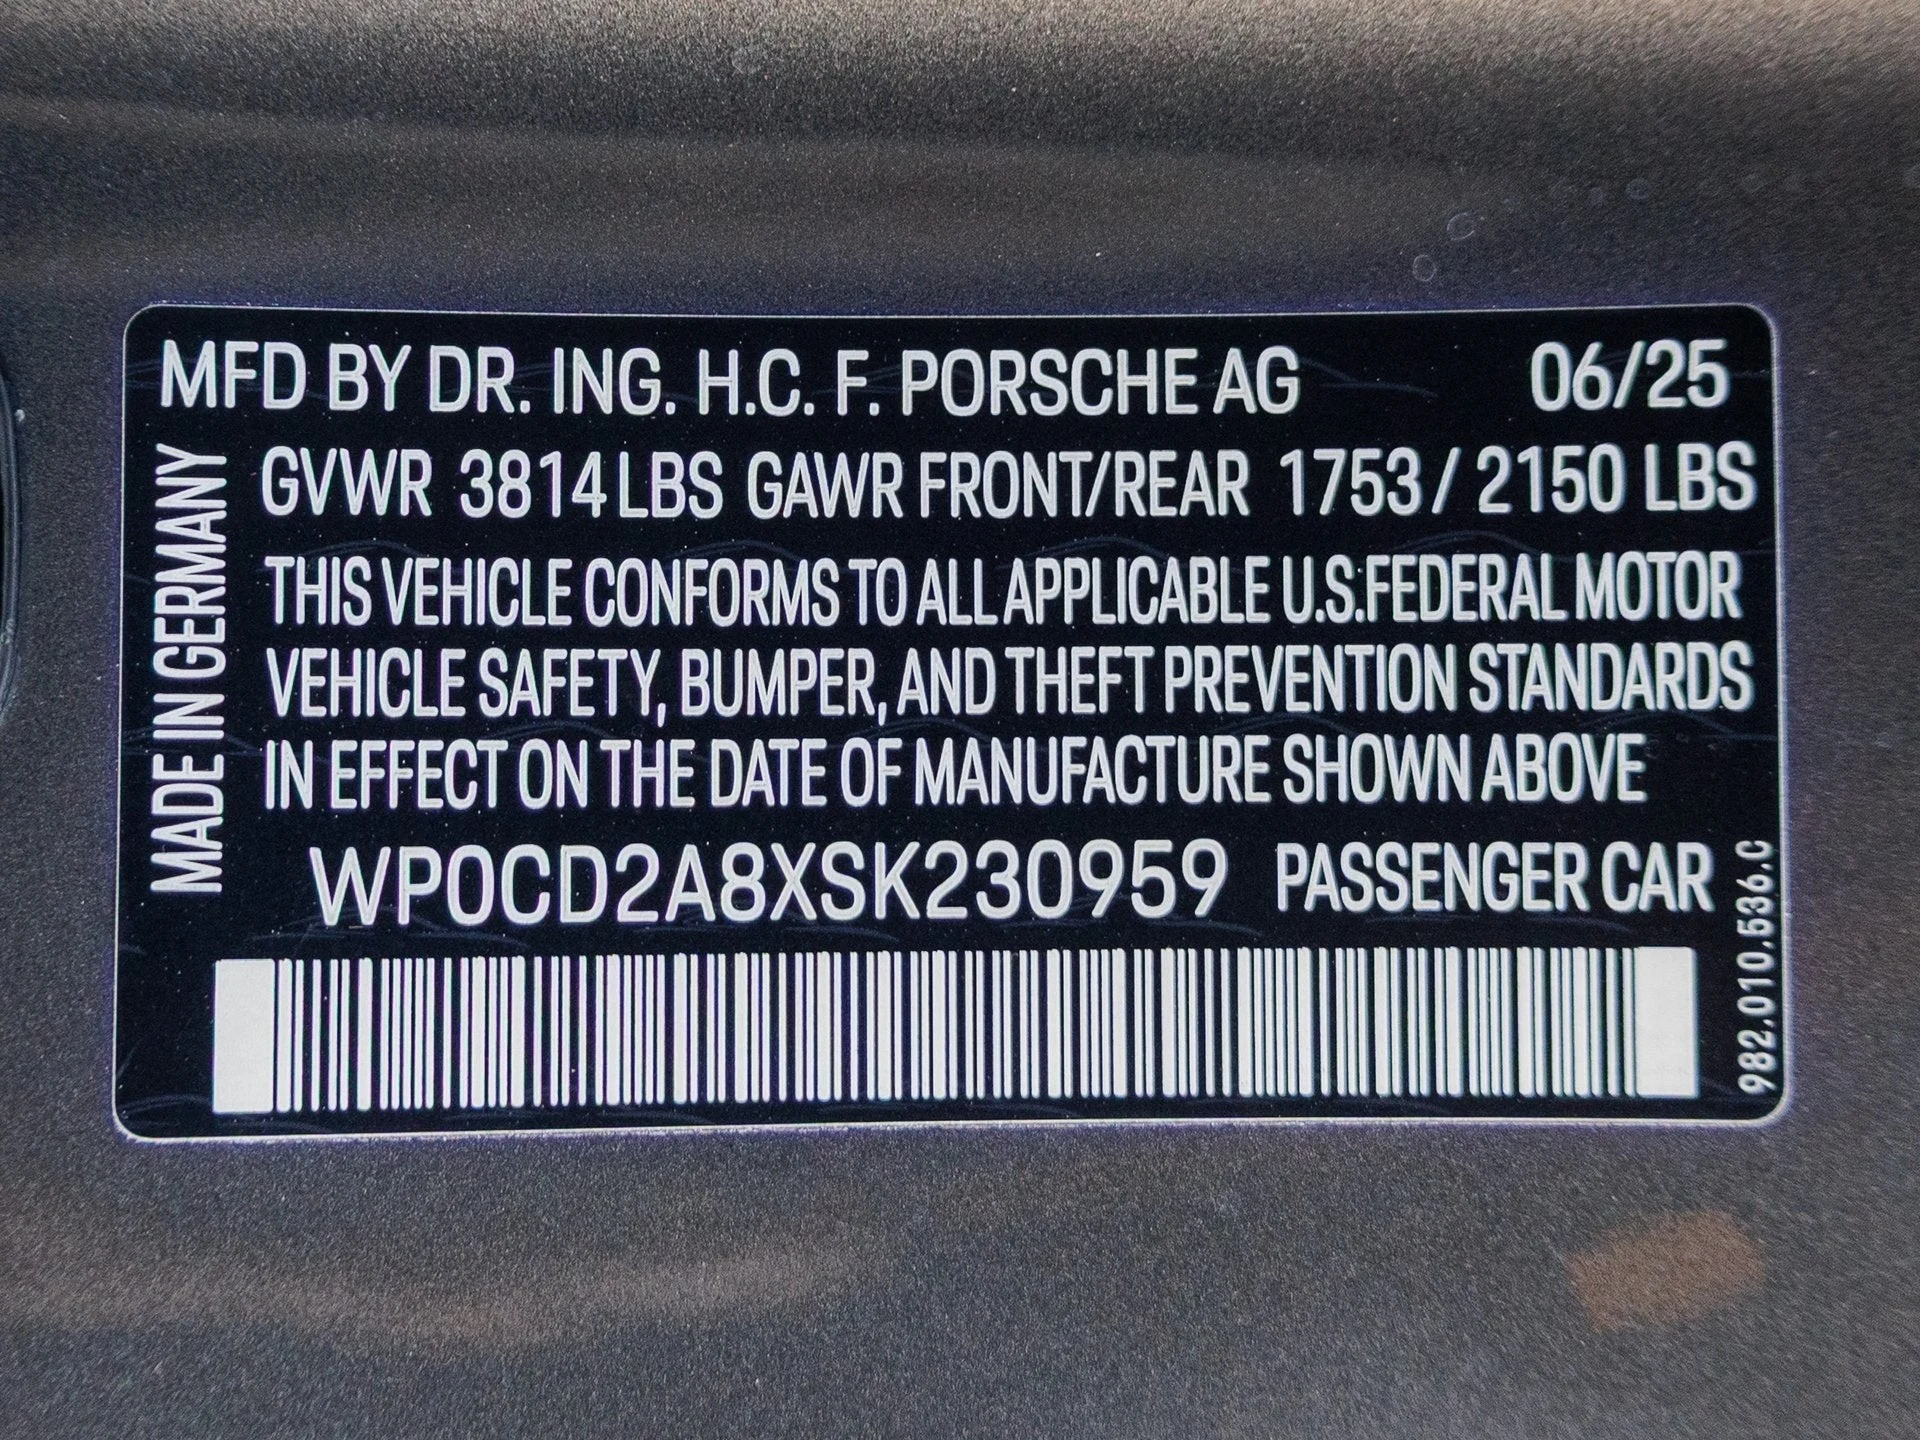 MFD BY DR. ING. H.C. F. PORSCHE AG 06/25
MADE IN GERMANY
GVWR 3814 LBS GAWR FRONT/REAR 1753 / 2150 LBS
THIS VEHICLE CONFORMS TO ALL APPLICABLE U.S.FEDERAL MOTOR
VEHICLE SAFETY, BUMPER, AND THEFT PREVENTION STANDARDS
IN EFFECT ON THE DATE OF MANUFACTURE SHOWN ABOVE
WP0CD2A8XSK230959 PASSENGER CAR
982.010.536.C